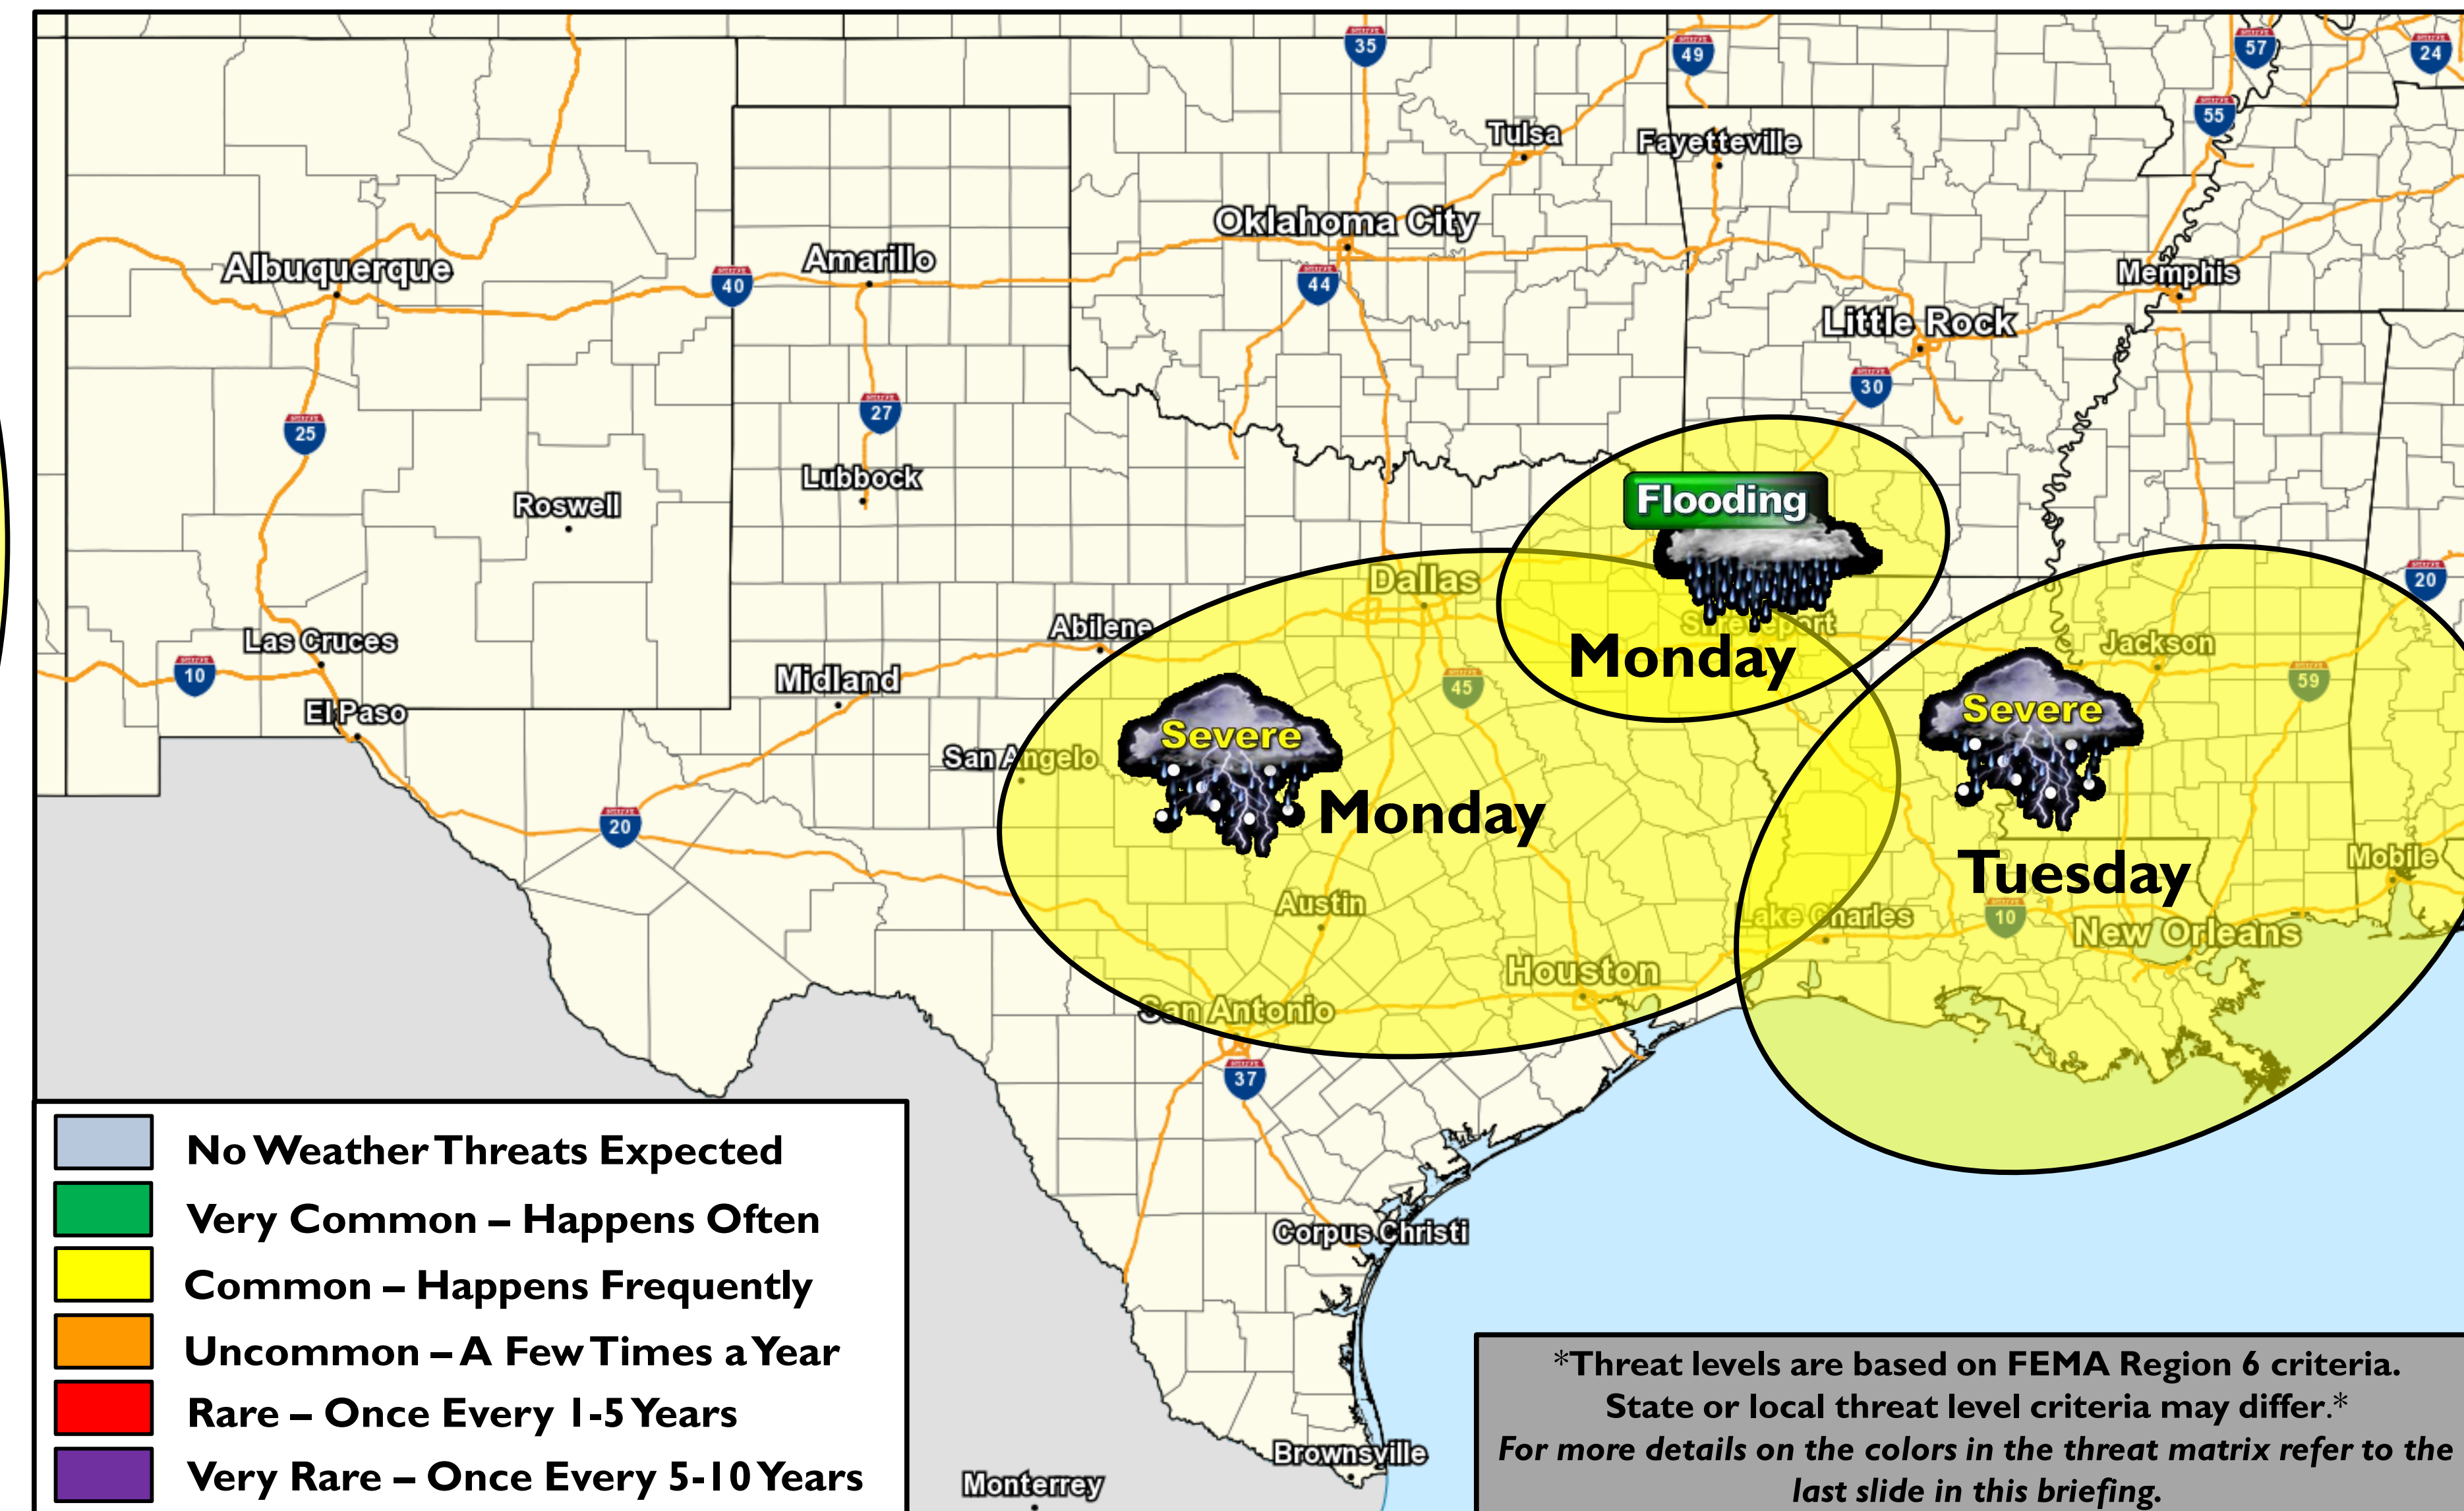 35
49
57
24
55
Tulsa
Fayetteville
Oklahoma City
Albuquerque
Amarillo
40
44
Memphis
Little Rock
30
25
27
Lubbock
Roswell
Flooding
Dallas
20
Shreveport
Monday
Abilene
Las Cruces
Jackson
10
Midland
45
59
El Paso
Severe
Severe
San Angelo
Monday
20
Tuesday
Mobile
Austin
Lake Charles
10
New Orleans
Houston
San Antonio
37
Corpus Christi
Brownsville
Monterrey
No Weather Threats Expected
Very Common – Happens Often
Common – Happens Frequently
Uncommon – A Few Times a Year
Rare – Once Every 1-5 Years
Very Rare – Once Every 5-10 Years
*Threat levels are based on FEMA Region 6 criteria.
State or local threat level criteria may differ.*
For more details on the colors in the threat matrix refer to the
last slide in this briefing.